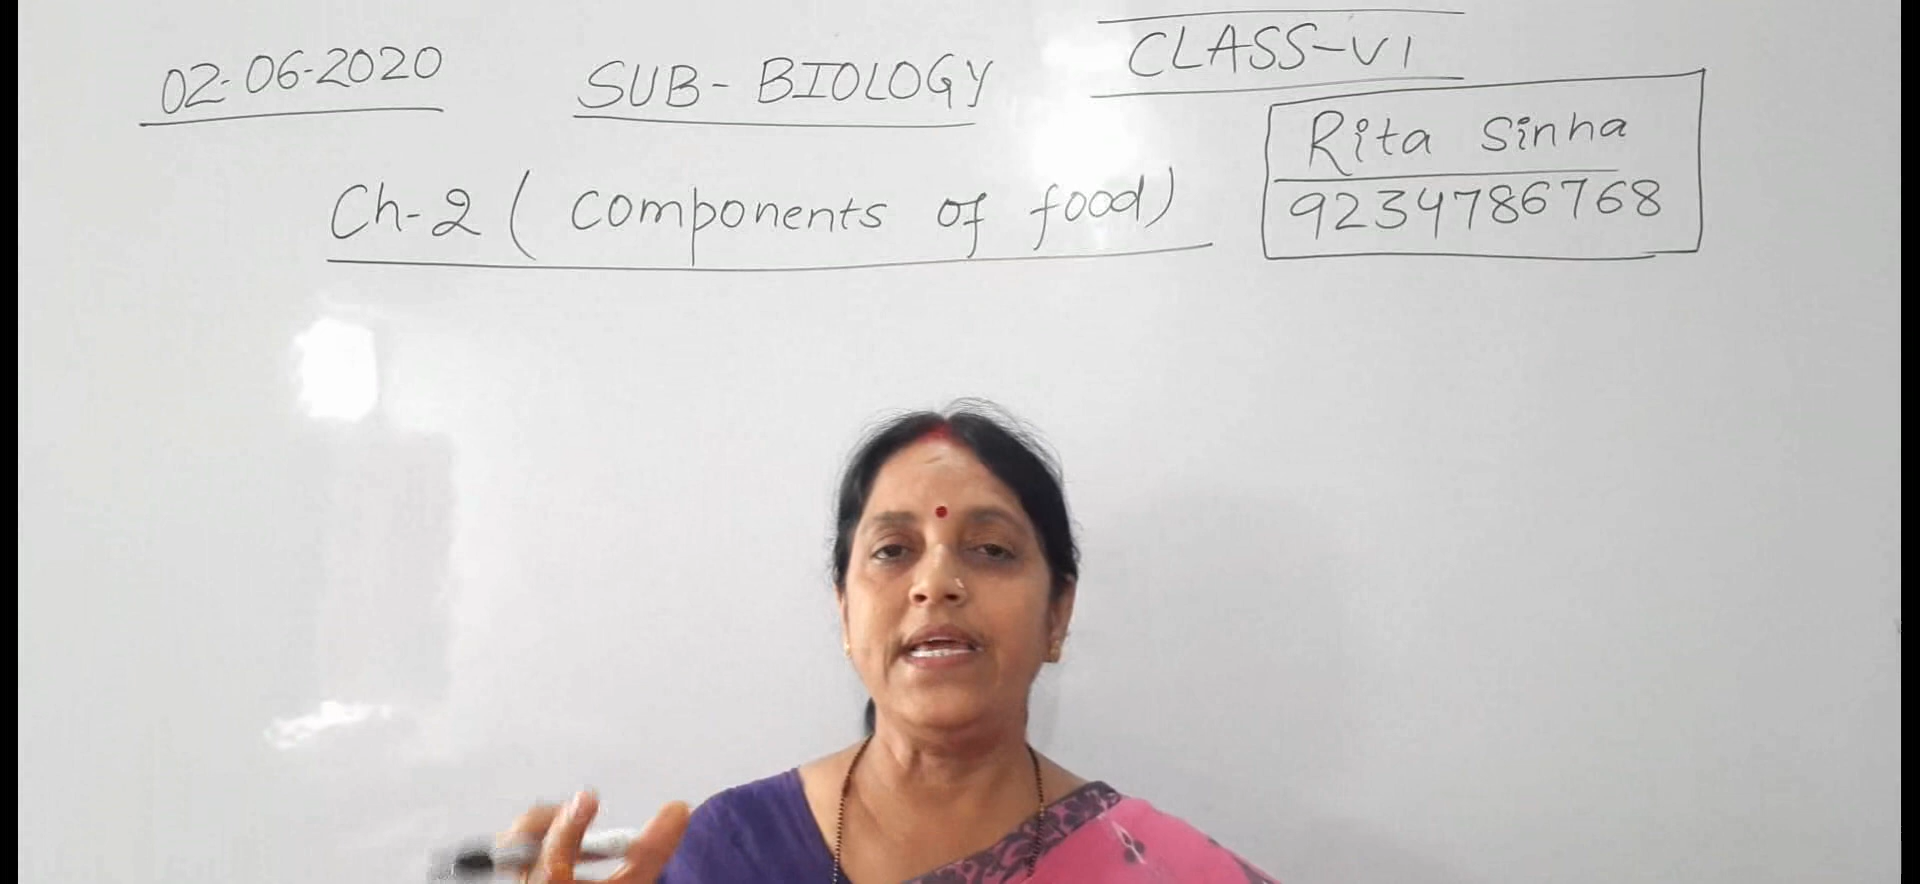 02-06-2020 SUB- BIOLOGY CLASS-VI
Rita Sinha
Ch-2 ( components of food)
9234786768